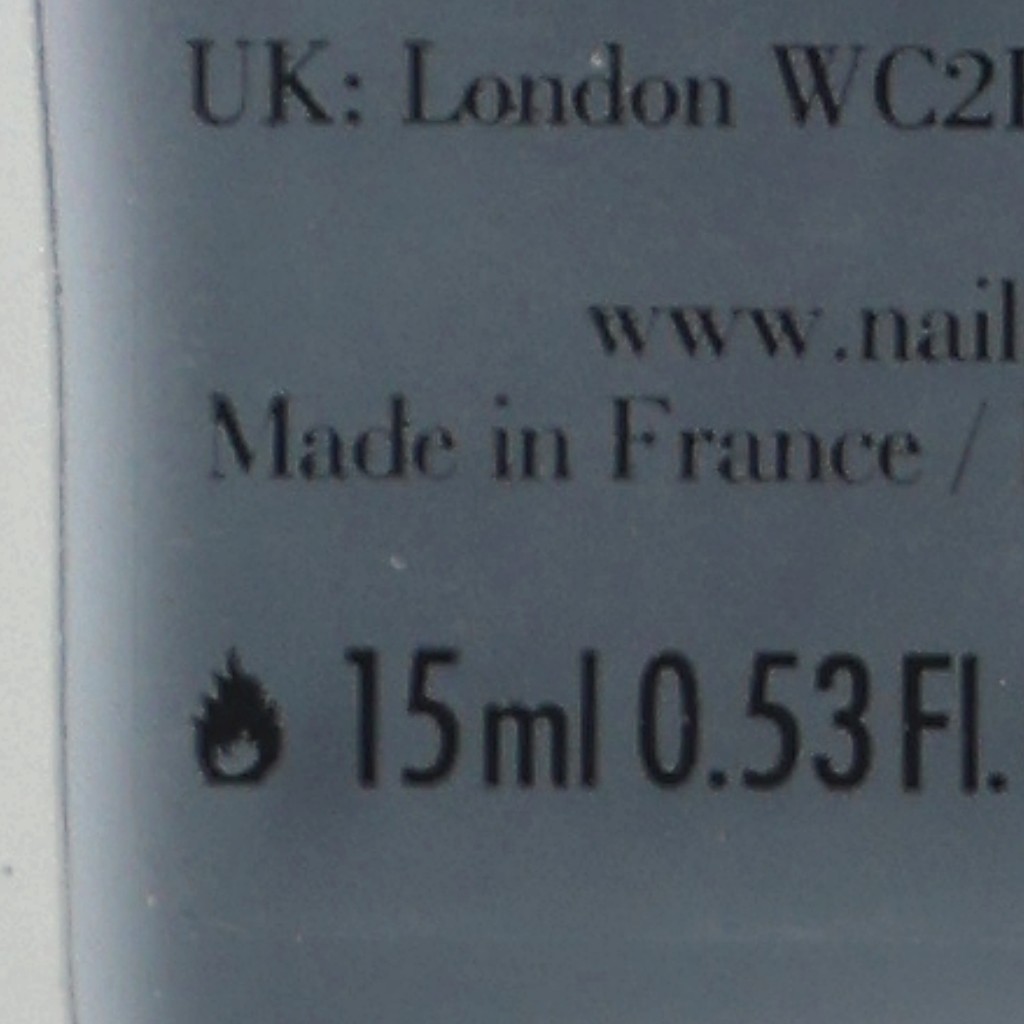 UK: London WC2
www.nail
Made in France /
15ml 0.53 Fl.